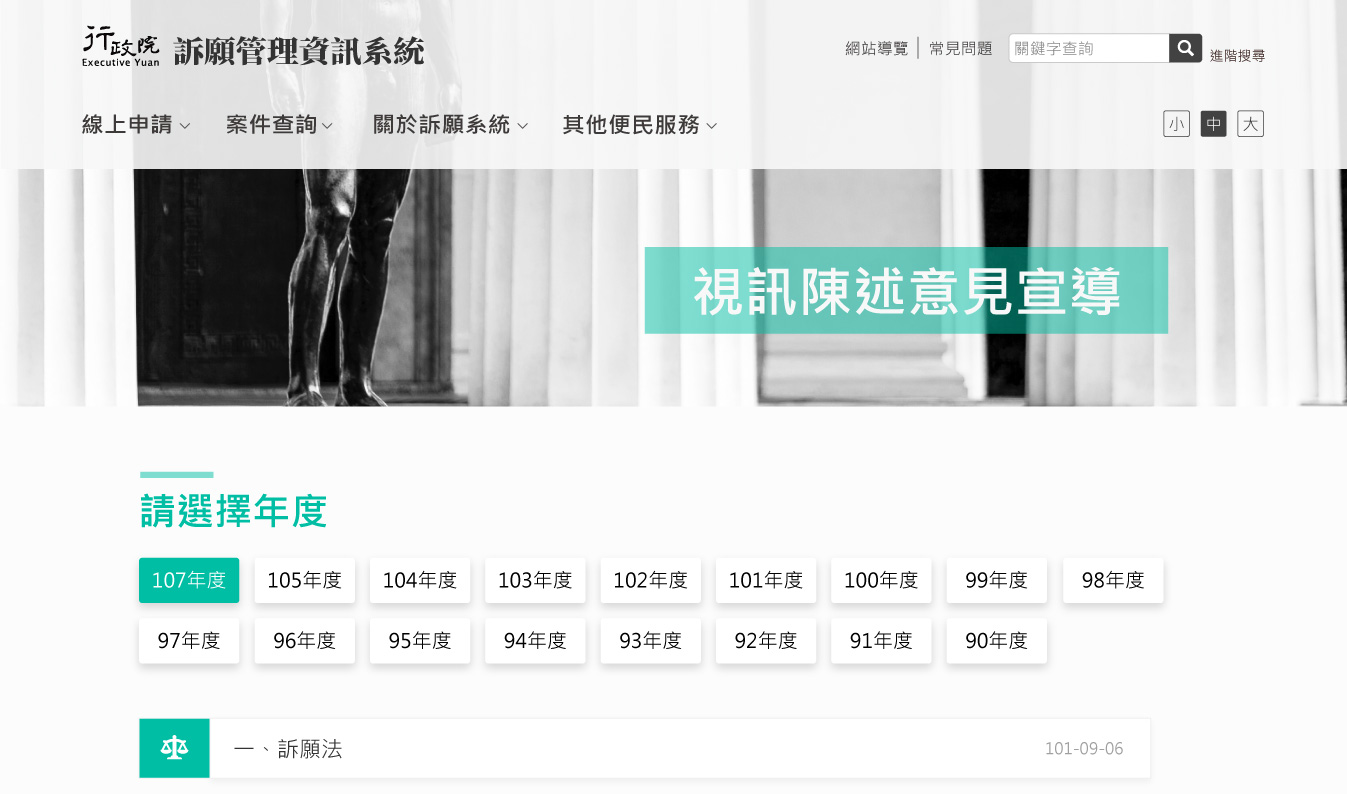 行政院
Executive Yuan
訴願管理資訊系統
網站導覽
常見問題
關鍵字查詢
進階搜尋
線上申請
案件查詢
關於訴願系統
其他便民服務
小
中
大
視訊陳述意見宣導
請選擇年度
107年度
105年度
104年度
103年度
102年度
101年度
100年度
99年度
98年度
97年度
96年度
95年度
94年度
93年度
92年度
91年度
90年度
一、訴願法
101-09-06